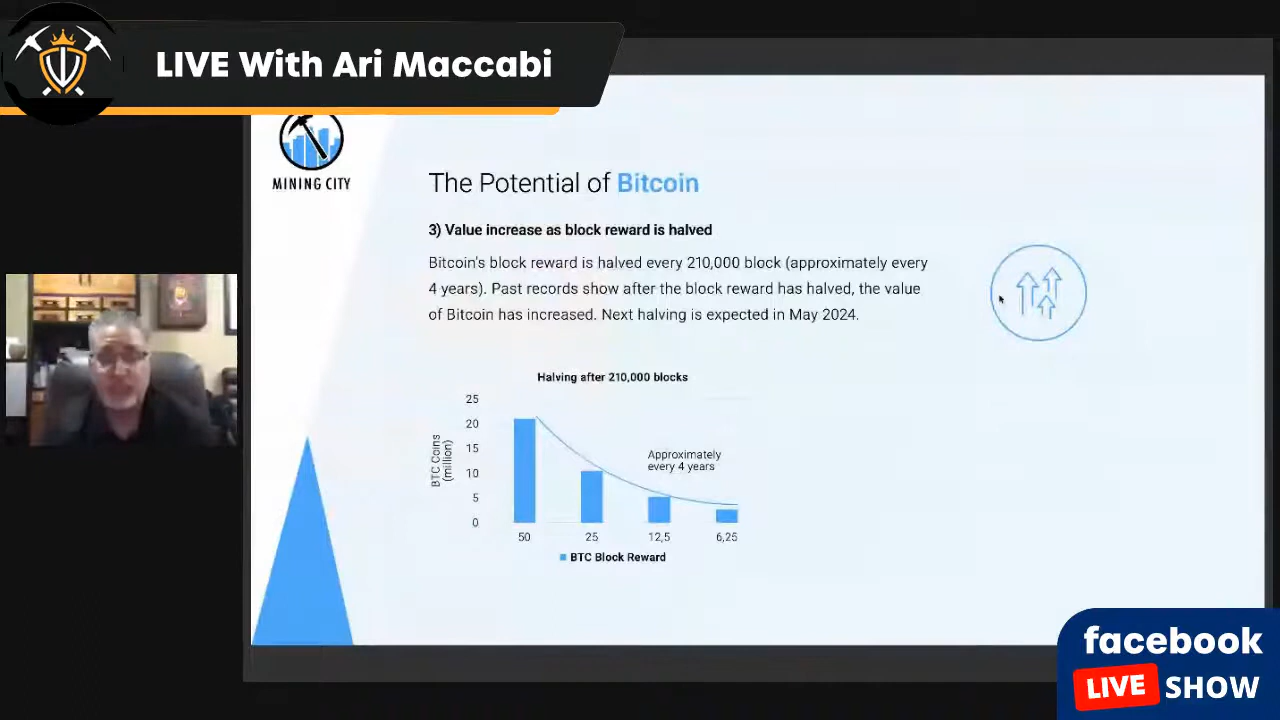 LIVE With Ari Maccabi
MINING CITY
The Potential of Bitcoin
3) Value increase as block reward is halved
Bitcoin's block reward is halved every 210,000 block (approximately every
4 years). Past records show after the block reward has halved, the value
of Bitcoin has increased. Next halving is expected in May 2024.
Halving after 210,000 blocks
BTC Coins
(million)
25
20
15
10
5
0
Approximately
every 4 years
50 25 12,5 6,25
BTC Block Reward
facebook
LIVE SHOW